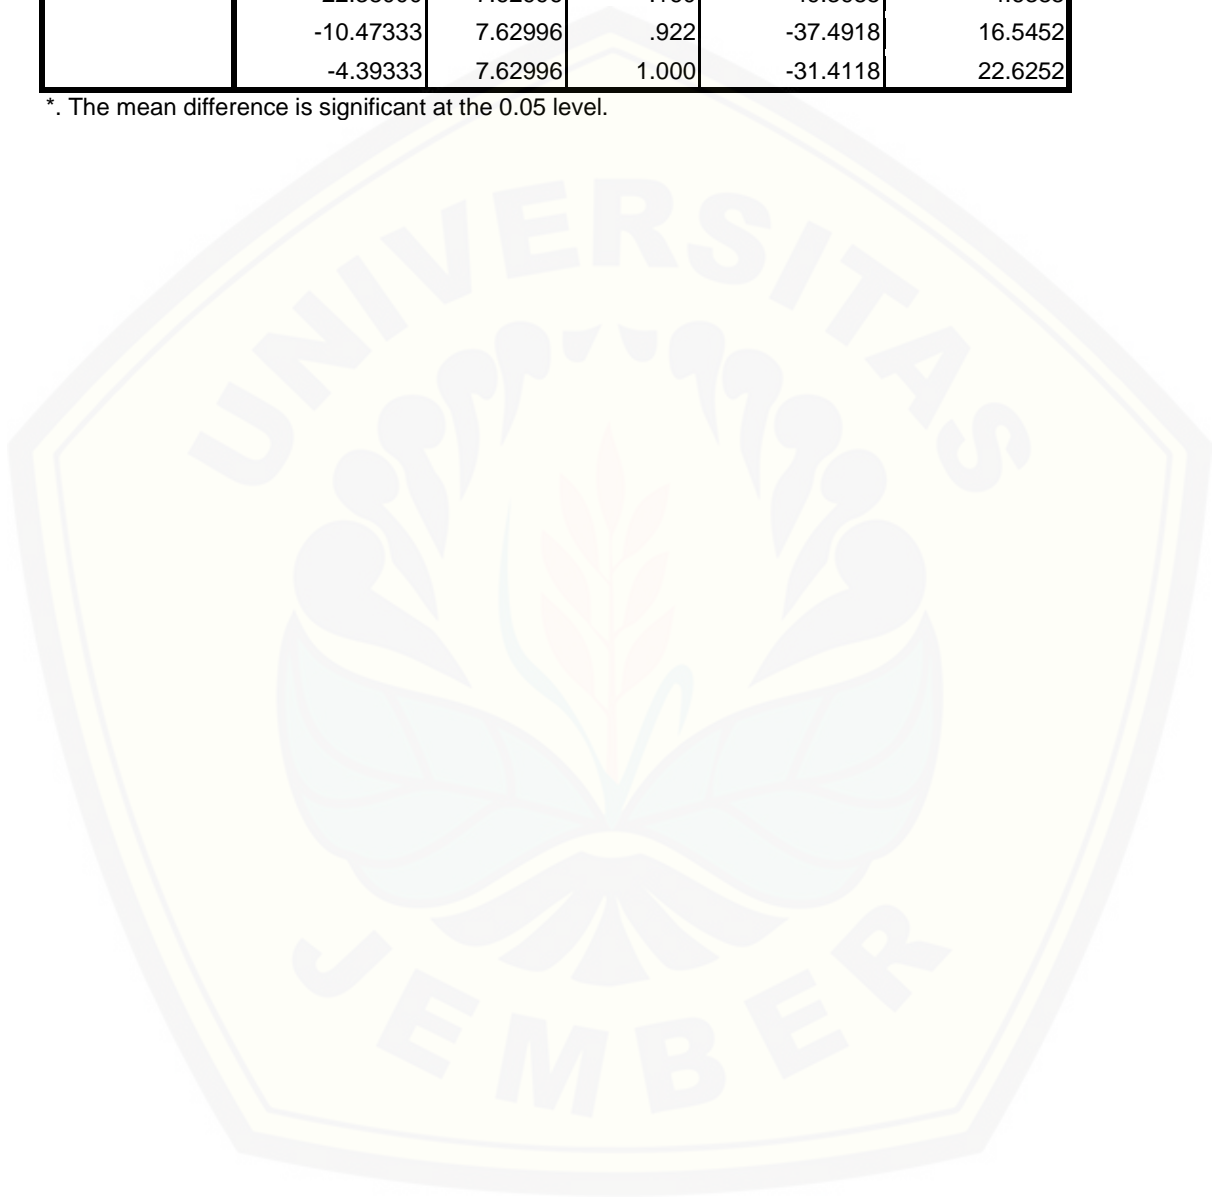 -10.47333 7.62996 .922 -37.4918 16.5452
-4.39333 7.62996 1.000 -31.4118 22.6252
*. The mean difference is significant at the 0.05 level.
UNIVERSITAS
JEMBER